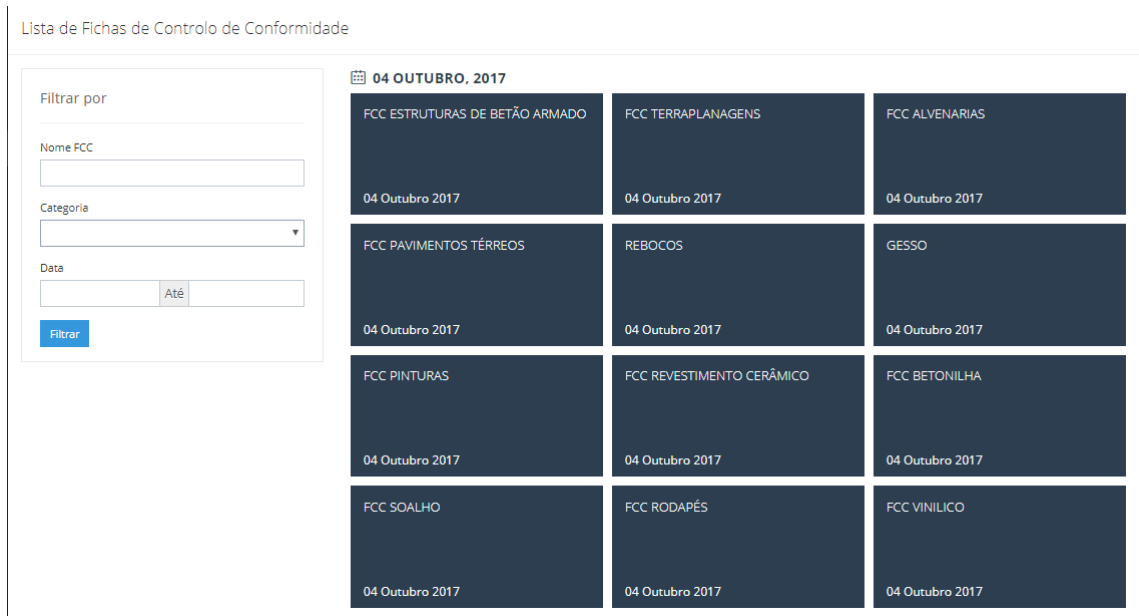 Lista de Fichas de Controlo de Conformidade
Filtrar por
Nome FCC
Categoria
Data
Até
Filtrar
04 OUTUBRO, 2017
FCC ESTRUTURAS DE BETÃO ARMADO
04 Outubro 2017
FCC TERRAPLANAGENS
04 Outubro 2017
FCC ALVENARIAS
04 Outubro 2017
FCC PAVIMENTOS TÉRREOS
04 Outubro 2017
REBOCOS
04 Outubro 2017
GESSO
04 Outubro 2017
FCC PINTURAS
04 Outubro 2017
FCC REVESTIMENTO CERÂMICO
04 Outubro 2017
FCC BETONILHA
04 Outubro 2017
FCC SOALHO
04 Outubro 2017
FCC RODAPÉS
04 Outubro 2017
FCC VINILICO
04 Outubro 2017